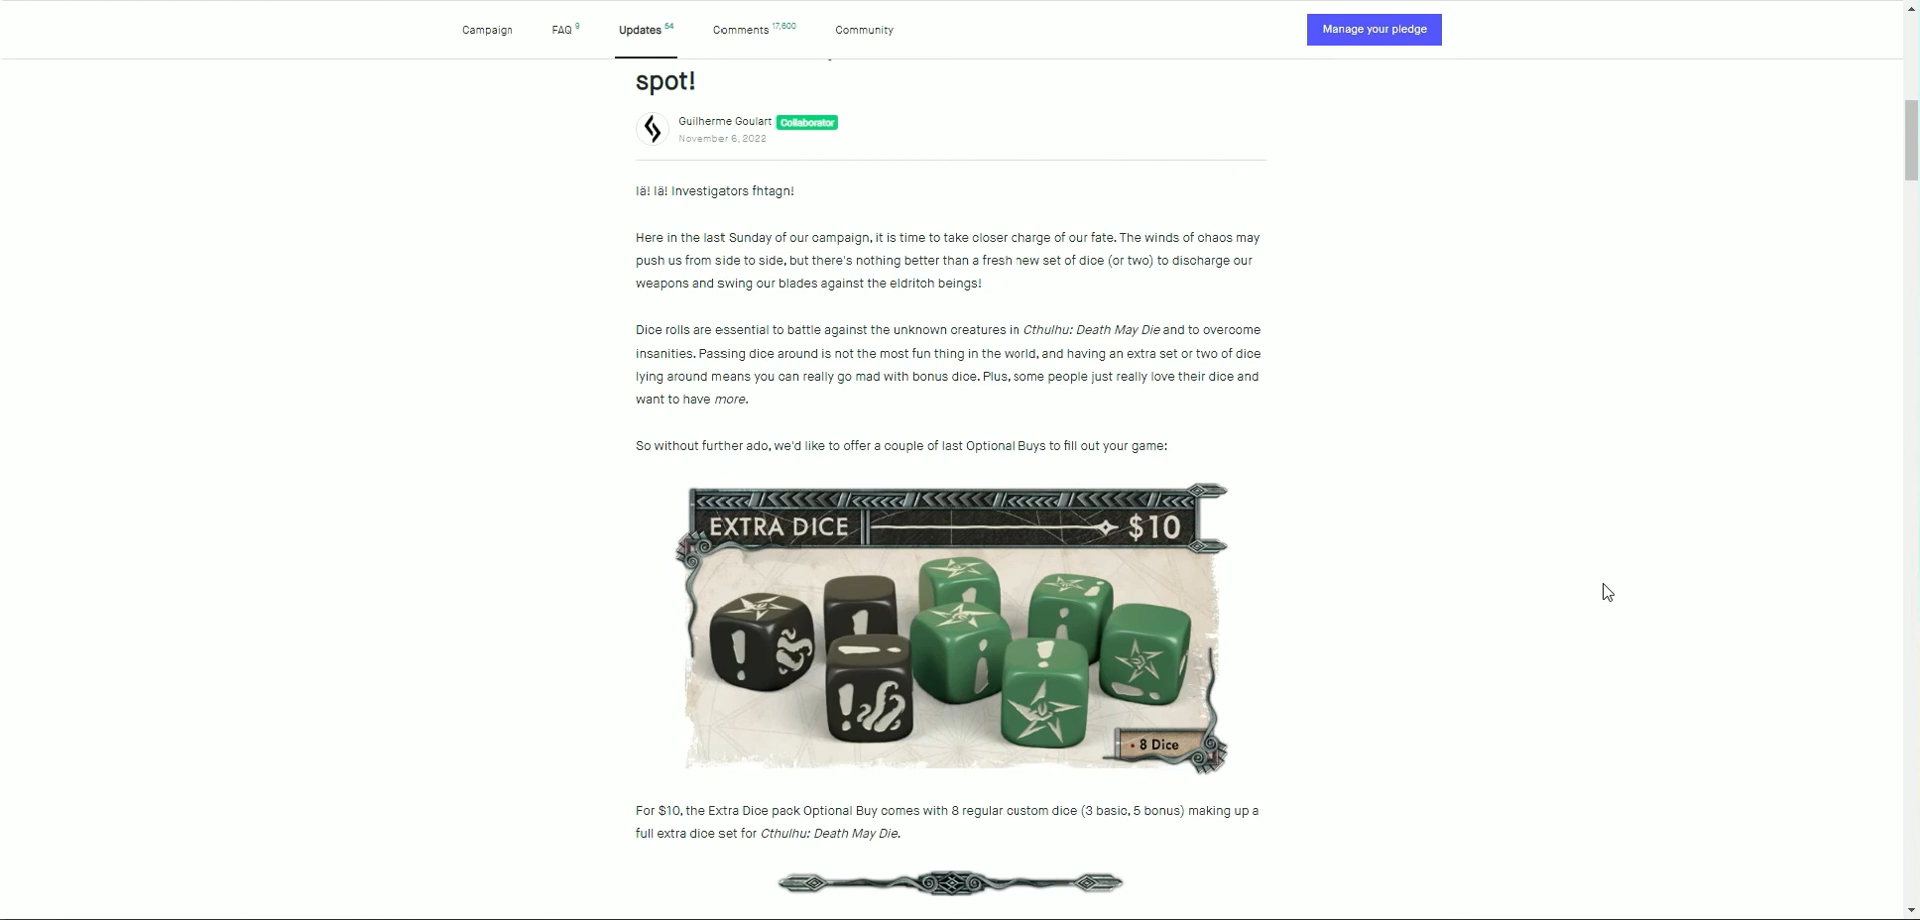 Campaign FAQ 9 Updates 54 Comments 17,600 Community Manage your pledge
spot!
Guilherme Goulart Collaborator
November 6, 2022
Iä! Iä! Investigators fhtagn!
Here in the last Sunday of our campaign, it is time to take closer charge of our fate. The winds of chaos may
push us from side to side, but there's nothing better than a fresh new set of dice (or two) to discharge our
weapons and swing our blades against the eldritch beings!
Dice rolls are essential to battle against the unknown creatures in Cthulhu: Death May Die and to overcome
insanities. Passing dice around is not the most fun thing in the world, and having an extra set or two of dice
lying around means you can really go mad with bonus dice. Plus, some people just really love their dice and
want to have more.
So without further ado, we'd like to offer a couple of last Optional Buys to fill out your game:
EXTRA DICE $10
• 8 Dice
For $10, the Extra Dice pack Optional Buy comes with 8 regular custom dice (3 basic, 5 bonus) making up a
full extra dice set for Cthulhu: Death May Die.